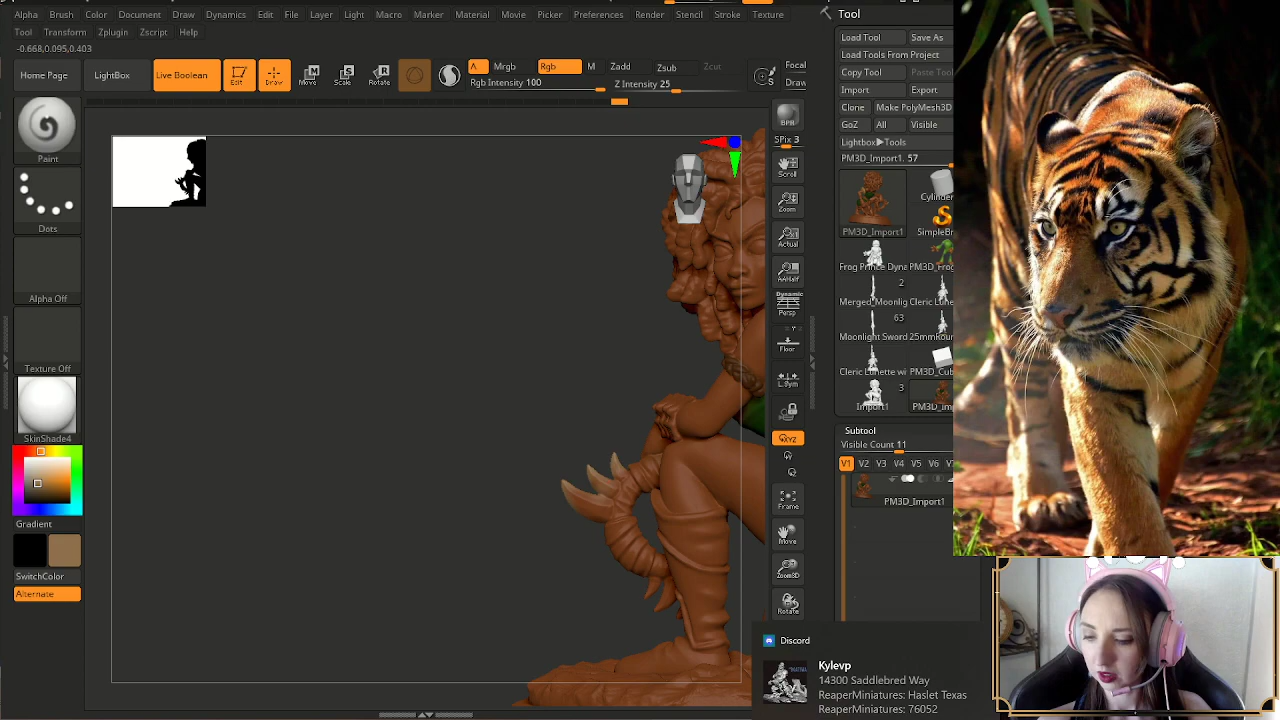 Alpha Brush Color Document Draw Dynamics Edit File Layer Light Macro Marker Material Movie Picker Preferences Render Stencil Stroke Texture
Tool Transform Zplugin Zscript Help
-0.668,0.095,0.403
Home Page LightBox Live Boolean Edit Draw Move Scale Rotate A Mrgb Rgb M Zadd Zsub Zcut Focal
Rgb Intensity 100 Z Intensity 25 Draw
Paint
Dots
Alpha Off
Texture Off
SkinShade4
Gradient
SwitchColor
Alternate
BPR
SPix 3
Scroll
Zoom
Actual
AAHalf
Dynamic
Persp
Floor
L.Sym
XYZ
Frame
Move
Zoom3D
Rotate
Tool
Load Tool Save As
Load Tools From Project
Copy Tool Paste Tool
Import Export
Clone Make PolyMesh3D
GoZ All Visible
Lightbox▶Tools
PM3D_Import1. 57
Cylinder
PM3D_Import1 SimpleBr
Frog Prince Dyna PM3D_Frog
2
Merged_Moonlig Cleric Lunette
63
Moonlight Sword 25mmRoun
Cleric Lunette wi PM3D_Cub
3
Import1 PM3D_Im
Subtool
Visible Count 11
V1 V2 V3 V4 V5 V6 V
PM3D_Import1
Discord
Kylevp
14300 Saddlebred Way
ReaperMiniatures: Haslet Texas
ReaperMiniatures: 76052